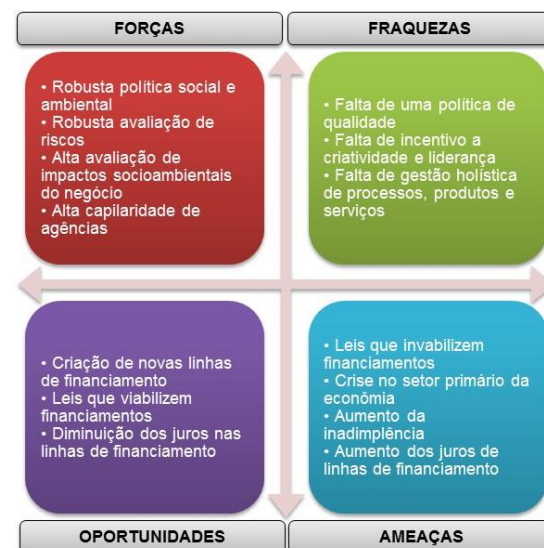 FORÇAS
FRAQUEZAS
• Robusta política social e
ambiental
• Robusta avaliação de
riscos
• Alta avaliação de
impactos socioambientais
do negócio
• Alta capilaridade de
agências
• Falta de uma política de
qualidade
• Falta de incentivo a
criatividade e liderança
• Falta de gestão holística
de processos, produtos e
serviços
• Criação de novas linhas
de financiamento
• Leis que viabilizem
financiamentos
• Diminuição dos juros nas
linhas de financiamento
• Leis que invabilizem
financiamentos
• Crise no setor primário da
econômia
• Aumento da
inadimplência
• Aumento dos juros de
linhas de financiamento
OPORTUNIDADES
AMEAÇAS